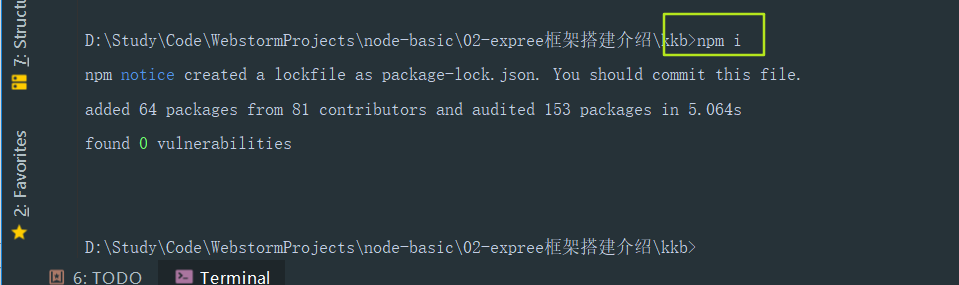 7: Structu
D:\Study\Code\WebstormProjects\node-basic\02-expree框架搭建介绍\kkb>npm i
npm notice created a lockfile as package-lock.json. You should commit this file.
added 64 packages from 81 contributors and audited 153 packages in 5.064s
found 0 vulnerabilities
2: Favorites
D:\Study\Code\WebstormProjects\node-basic\02-expree框架搭建介绍\kkb>
6: TODO Terminal